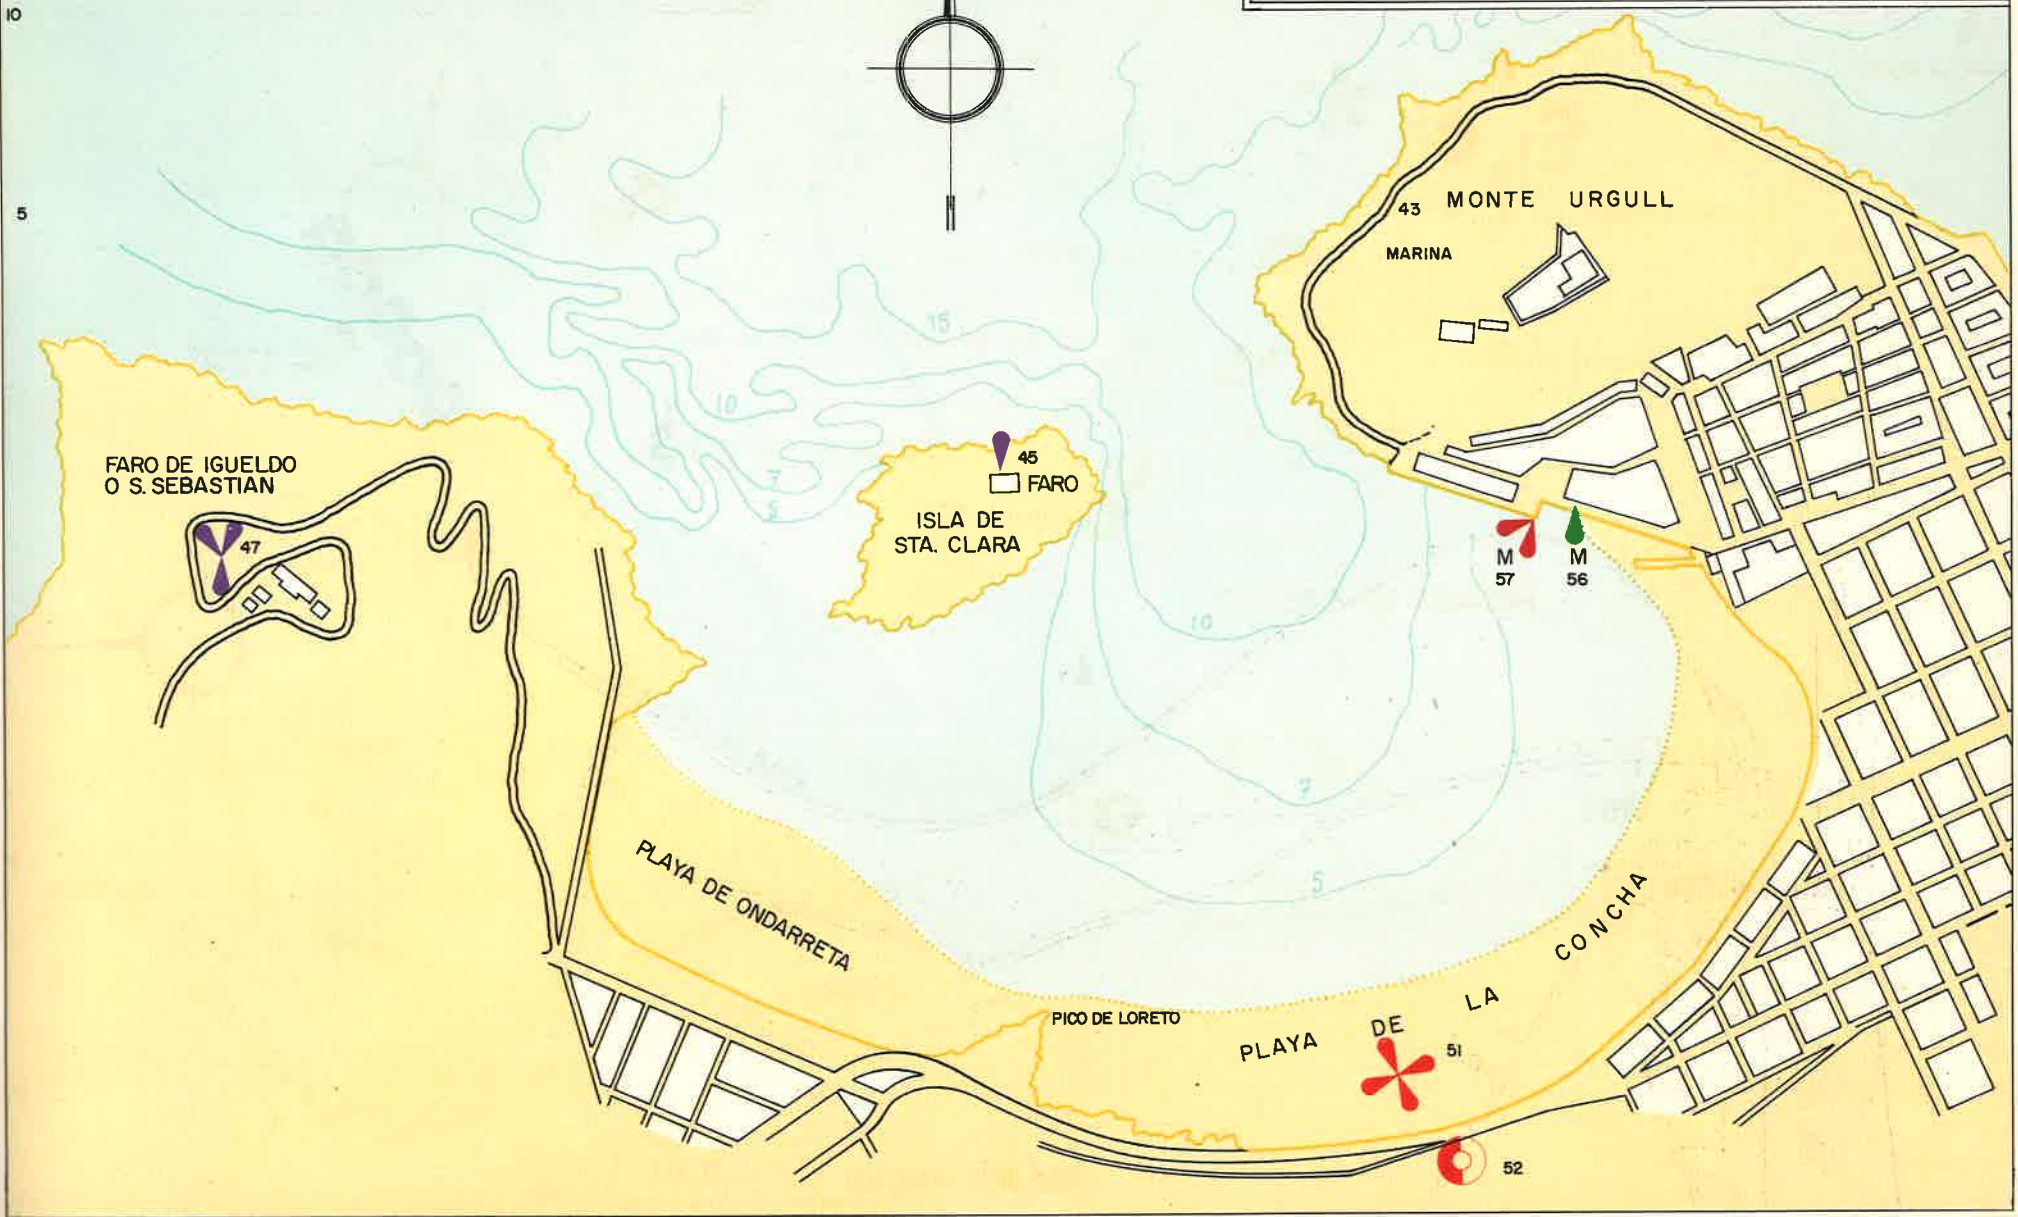 10
50
5
43 MONTE URGULL
MARINA
15
10
7
5
45
FARO
ISLA DE
STA. CLARA
FARO DE IGUELDO
O S. SEBASTIAN
47
M
57
M
56
10
7
5
PLAYA DE ONDARRETA
PICO DE LORETO
PLAYA DE LA CONCHA
51
52